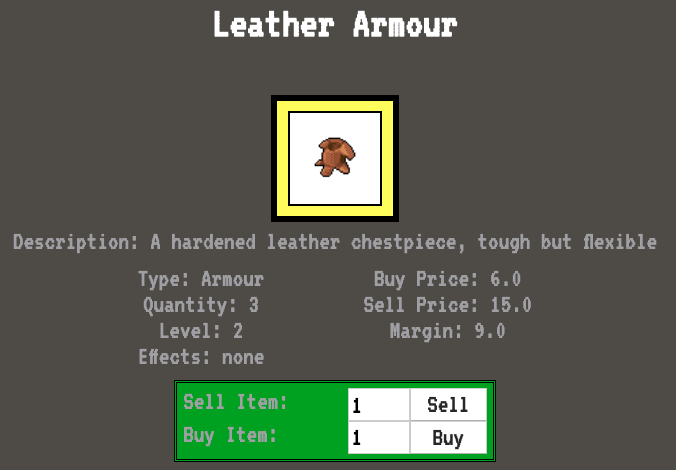 Leather Armour
Description: A hardened leather chestpiece, tough but flexible
Type: Armour
Quantity: 3
Level: 2
Effects: none
Buy Price: 6.0
Sell Price: 15.0
Margin: 9.0
Sell Item: 1 Sell
Buy Item: 1 Buy